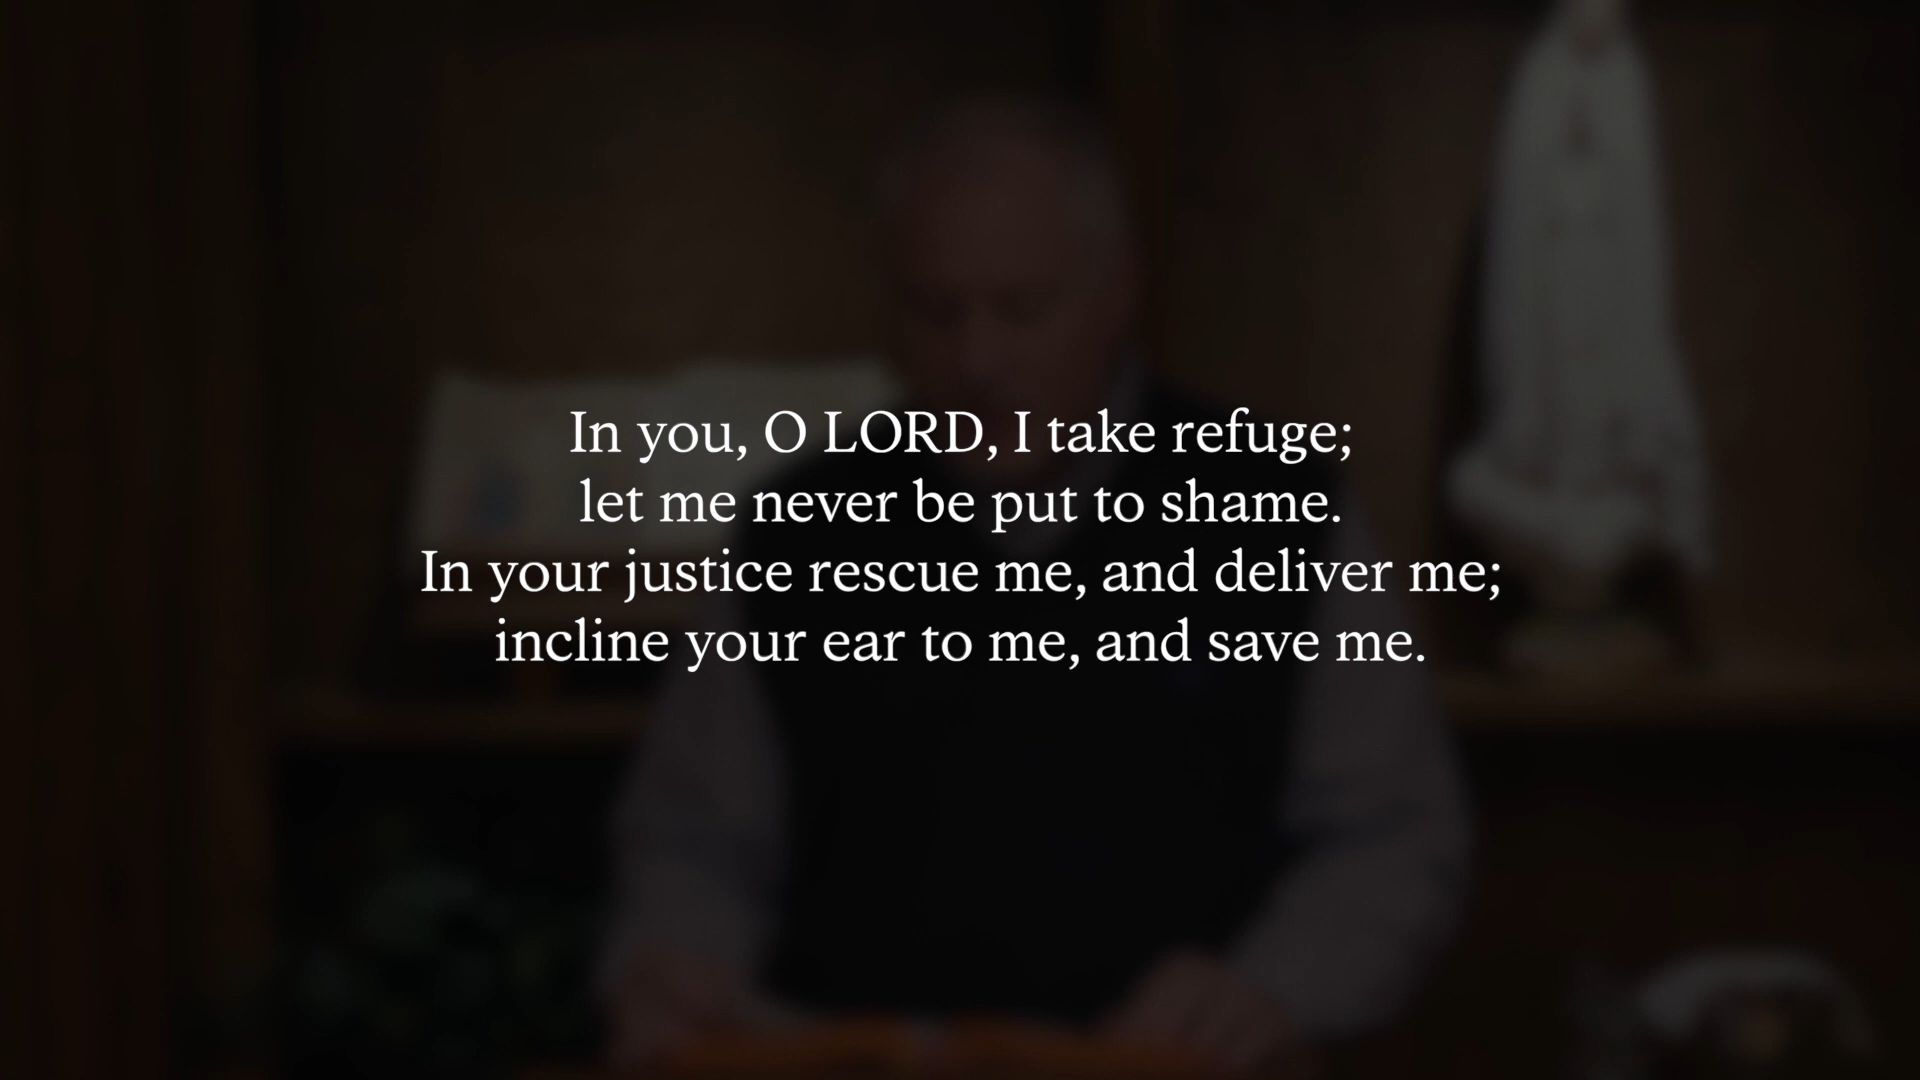 In you, O LORD, I take refuge;
let me never be put to shame.
In your justice rescue me, and deliver me;
incline your ear to me, and save me.